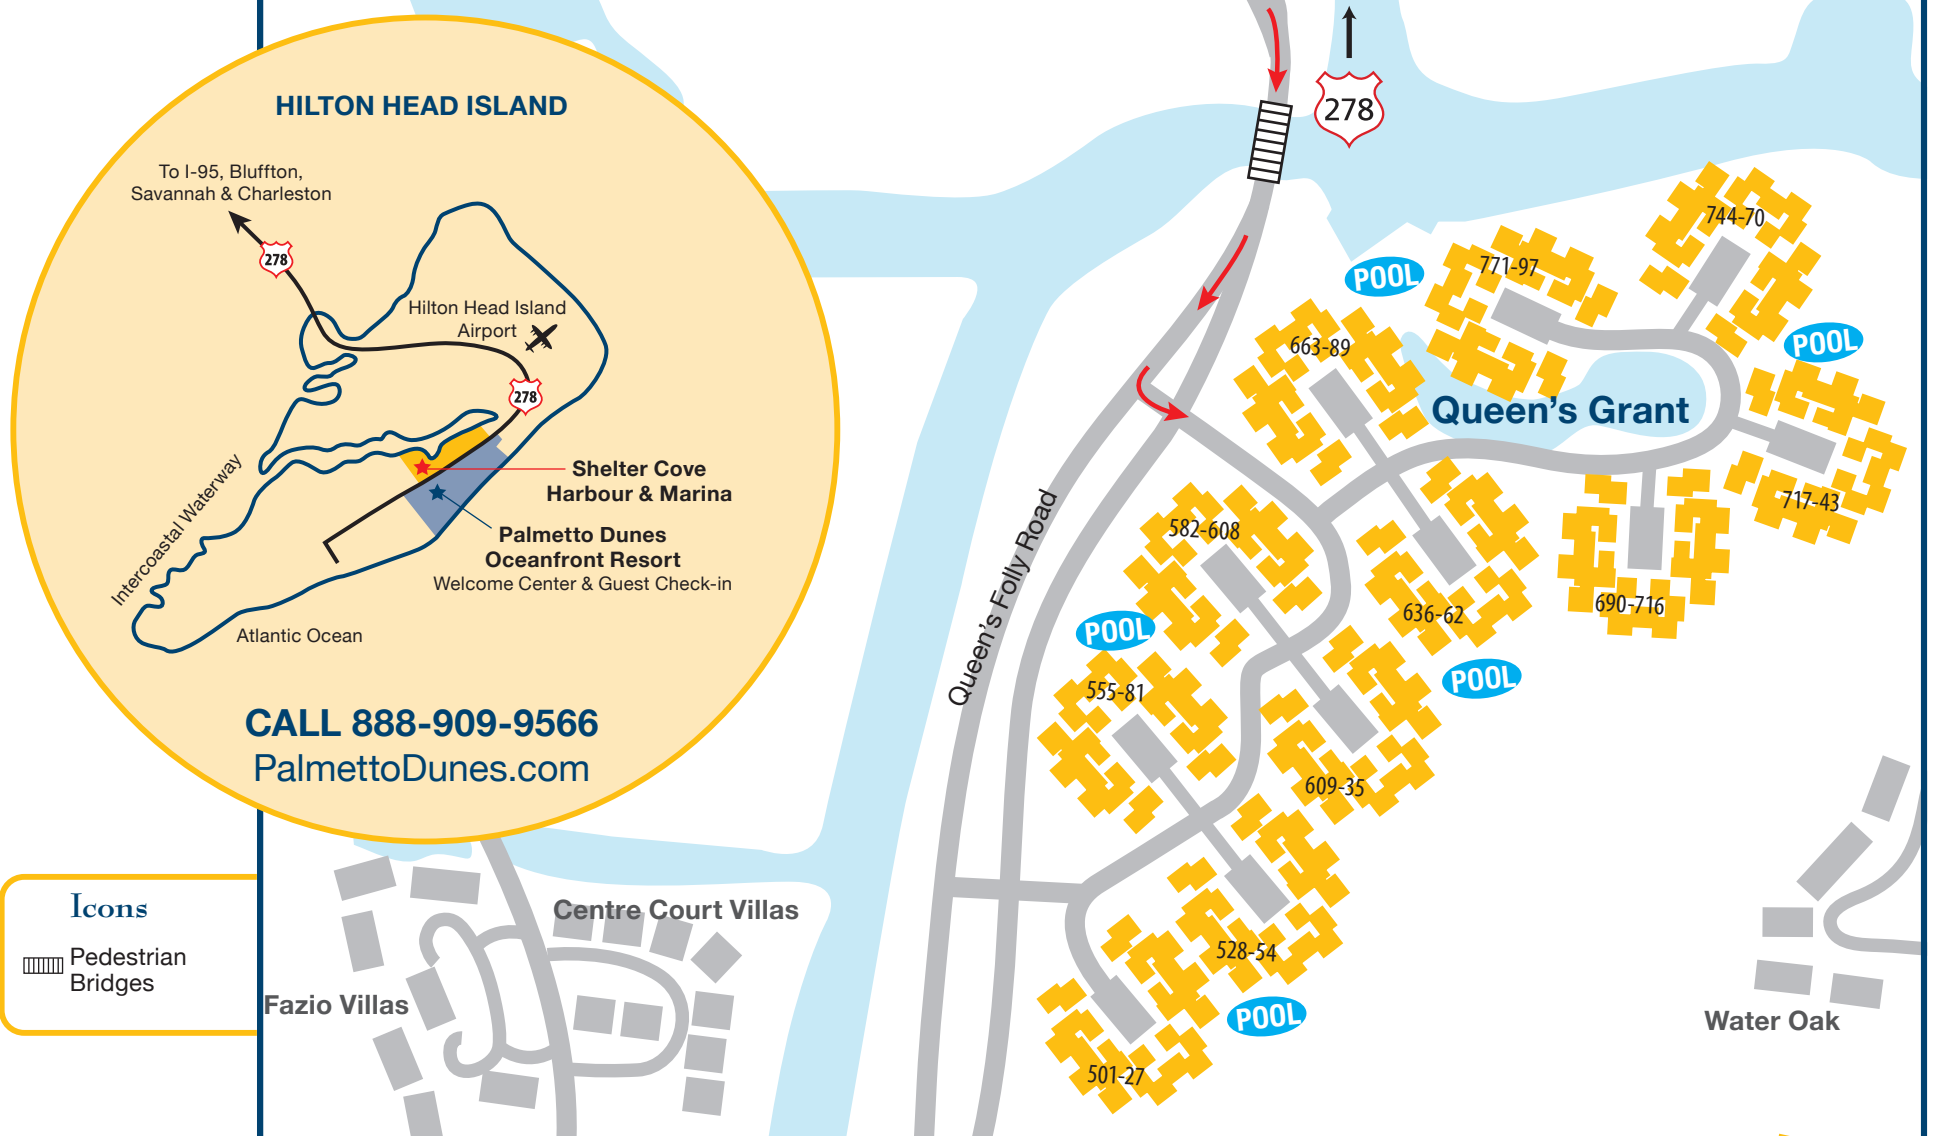 HILTON HEAD ISLAND
To I-95, Bluffton,
Savannah & Charleston
278
Hilton Head Island
Airport
278
Shelter Cove
Harbour & Marina
Palmetto Dunes
Oceanfront Resort
Welcome Center & Guest Check-in
Intercoastal Waterway
Atlantic Ocean
CALL 888-909-9566
PalmettoDunes.com
Icons
Pedestrian
Bridges
278
744-70
771-97
POOL
POOL
663-89
Queen's Grant
717-43
582-608
690-716
636-62
Queen's Folly Road
POOL
POOL
555-81
609-35
528-54
POOL
501-27
Centre Court Villas
Fazio Villas
Water Oak